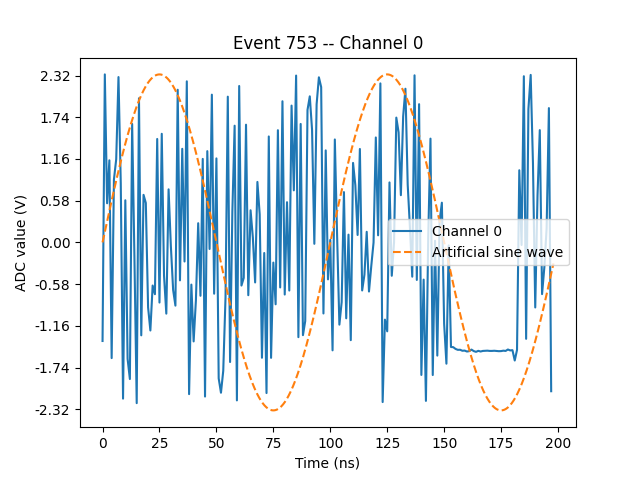 Event 753 -- Channel 0
ADC value (V)
2.32
1.74
1.16
0.58
0.00
-0.58
-1.16
-1.74
-2.32
Channel 0
Artificial sine wave
0 25 50 75 100 125 150 175 200
Time (ns)